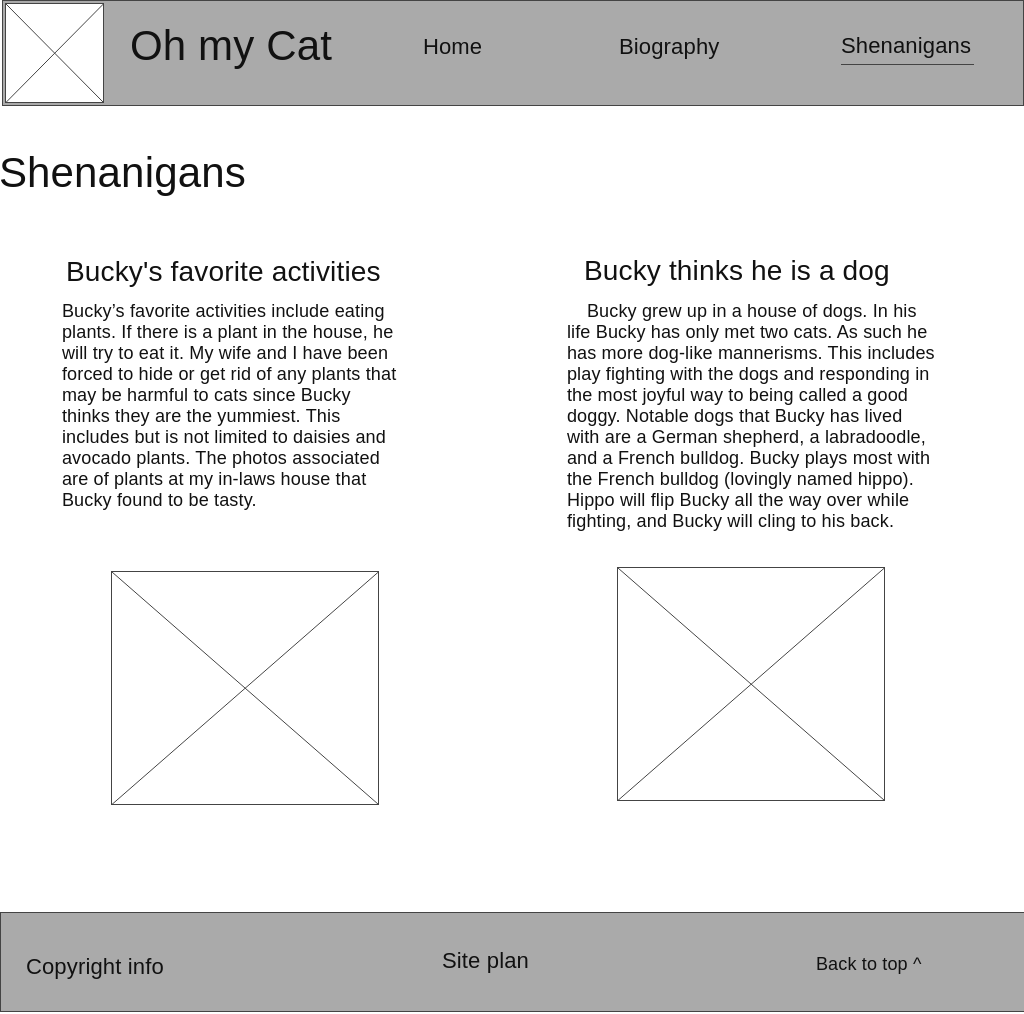 Oh my Cat
Home
Biography
Shenanigans
Shenanigans
Bucky's favorite activities
Bucky’s favorite activities include eating
plants. If there is a plant in the house, he
will try to eat it. My wife and I have been
forced to hide or get rid of any plants that
may be harmful to cats since Bucky
thinks they are the yummiest. This
includes but is not limited to daisies and
avocado plants. The photos associated
are of plants at my in-laws house that
Bucky found to be tasty.
Bucky thinks he is a dog
Bucky grew up in a house of dogs. In his
life Bucky has only met two cats. As such he
has more dog-like mannerisms. This includes
play fighting with the dogs and responding in
the most joyful way to being called a good
doggy. Notable dogs that Bucky has lived
with are a German shepherd, a labradoodle,
and a French bulldog. Bucky plays most with
the French bulldog (lovingly named hippo).
Hippo will flip Bucky all the way over while
fighting, and Bucky will cling to his back.
Copyright info
Site plan
Back to top ^